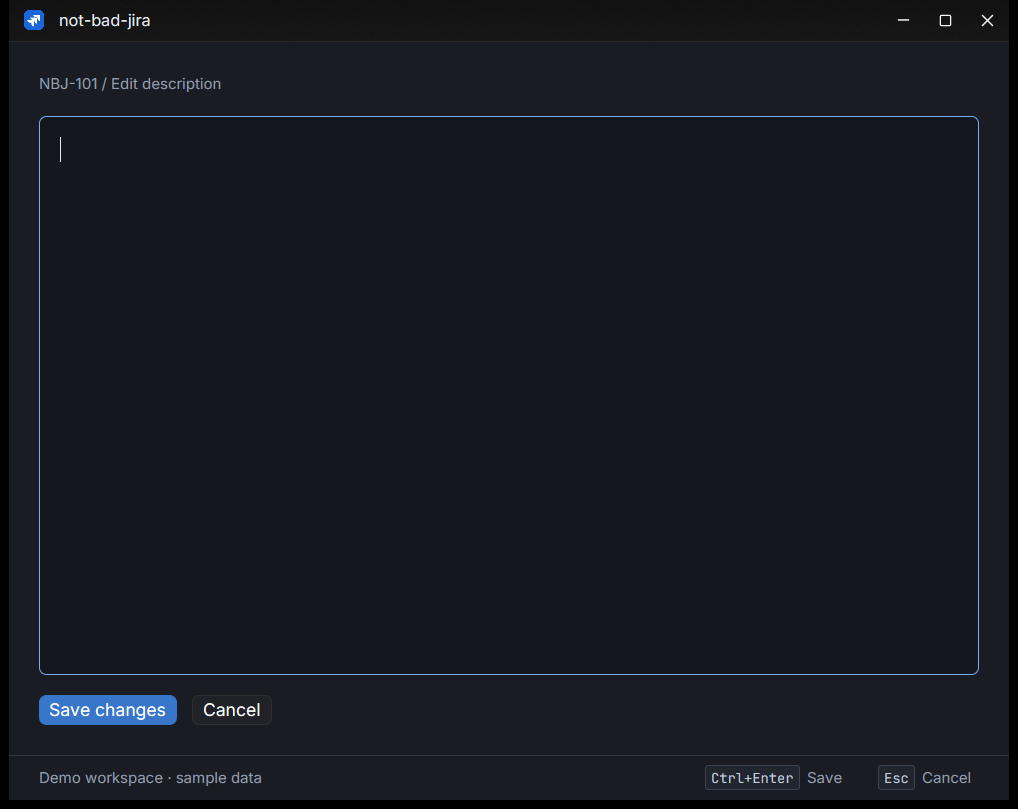 not-bad-jira
NBJ-101 / Edit description
Save changes
Cancel
Demo workspace · sample data
Ctrl+Enter Save
Esc Cancel